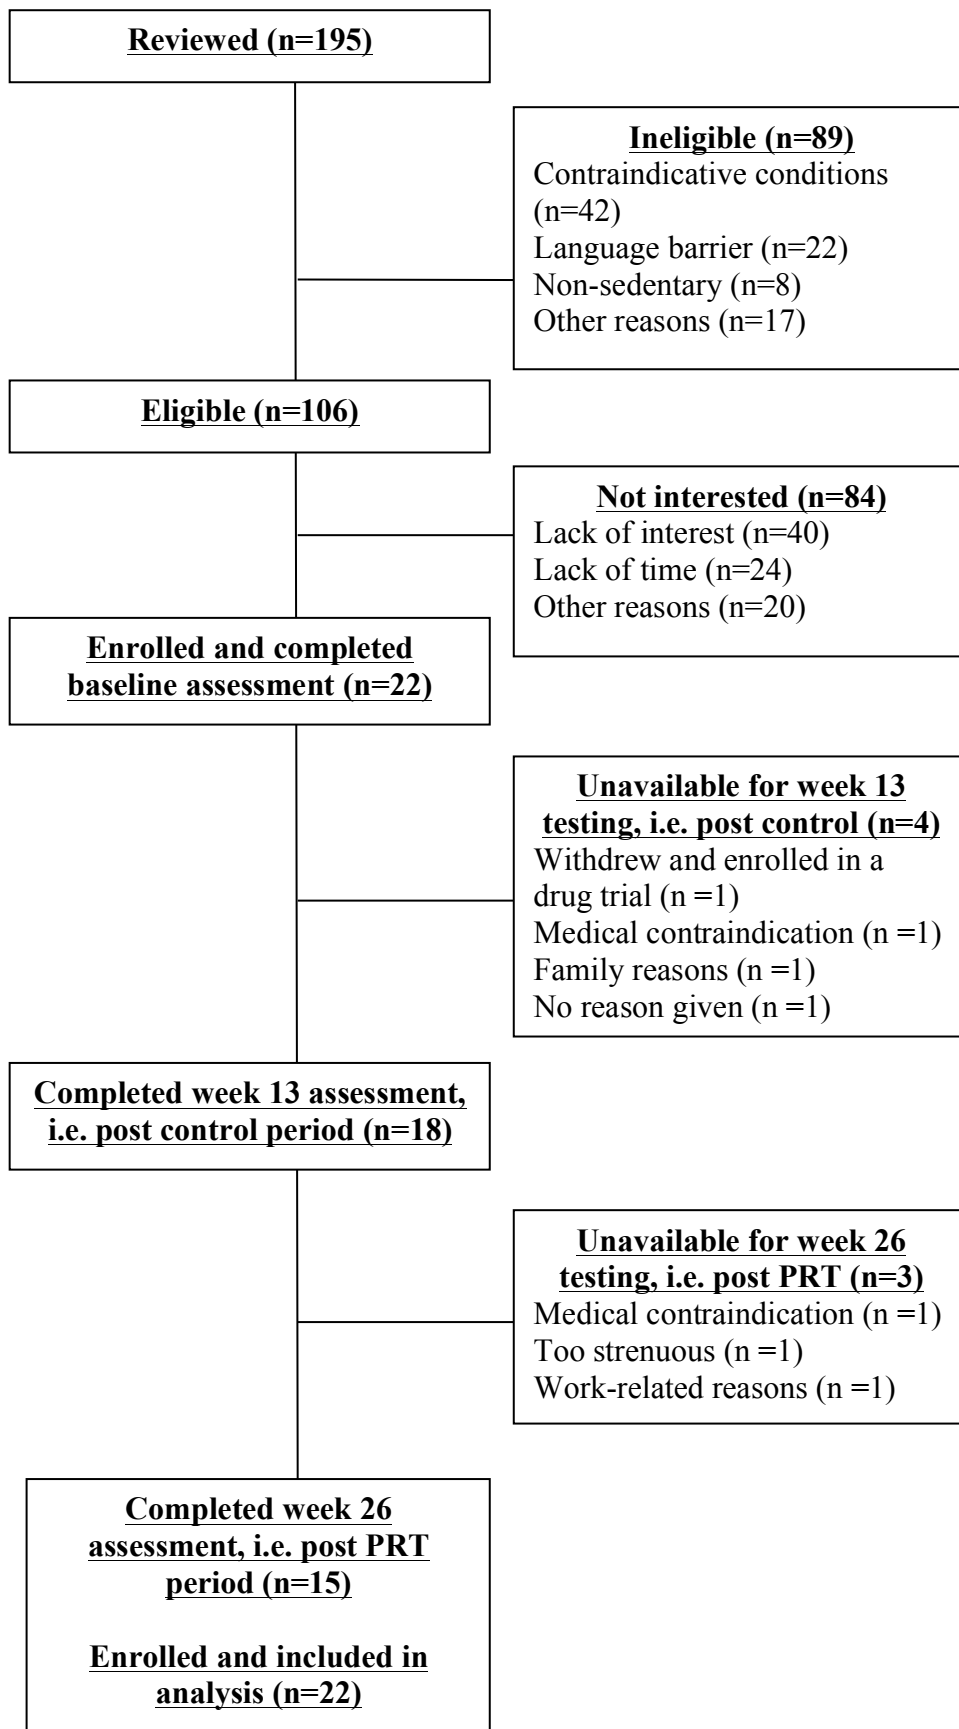 Reviewed (n=195)
Ineligible (n=89)
Contraindicative conditions
(n=42)
Language barrier (n=22)
Non-sedentary (n=8)
Other reasons (n=17)
Eligible (n=106)
Not interested (n=84)
Lack of interest (n=40)
Lack of time (n=24)
Other reasons (n=20)
Enrolled and completed
baseline assessment (n=22)
Unavailable for week 13
testing, i.e. post control (n=4)
Withdrew and enrolled in a
drug trial (n =1)
Medical contraindication (n =1)
Family reasons (n =1)
No reason given (n =1)
Completed week 13 assessment,
i.e. post control period (n=18)
Unavailable for week 26
testing, i.e. post PRT (n=3)
Medical contraindication (n =1)
Too strenuous (n =1)
Work-related reasons (n =1)
Completed week 26
assessment, i.e. post PRT
period (n=15)
Enrolled and included in
analysis (n=22)